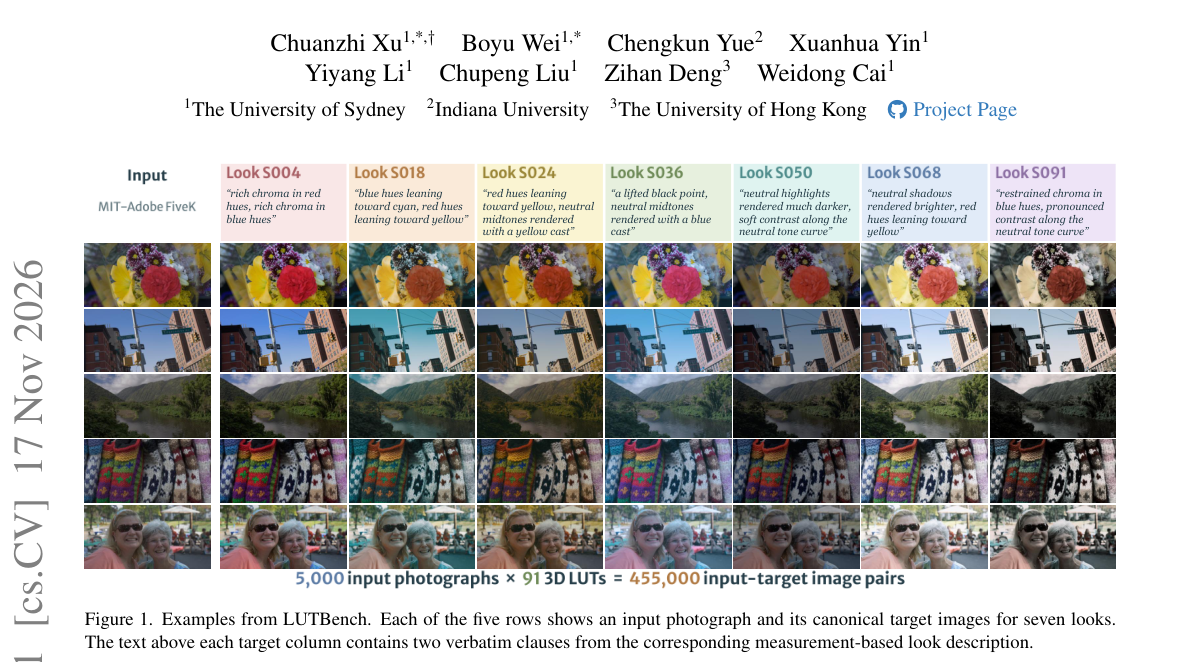 Chuanzhi Xu1,*,† Boyu Wei1,* Chengkun Yue2 Xuanhua Yin1
Yiyang Li1 Chupeng Liu1 Zihan Deng3 Weidong Cai1
1The University of Sydney 2Indiana University 3The University of Hong Kong Project Page
Input
MIT-Adobe FiveK
Look S004
“rich chroma in red
hues, rich chroma in
blue hues”
Look S018
“blue hues leaning
toward cyan, red hues
leaning toward yellow”
Look S024
“red hues leaning
toward yellow, neutral
midtones rendered
with a yellow cast”
Look S036
“a lifted black point,
neutral midtones
rendered with a blue
cast”
Look S050
“neutral highlights
rendered much darker,
soft contrast along the
neutral tone curve”
Look S068
“neutral shadows
rendered brighter, red
hues leaning toward
yellow”
Look S091
“restrained chroma in
blue hues, pronounced
contrast along the
neutral tone curve”
5,000 input photographs × 91 3D LUTs = 455,000 input-target image pairs
Figure 1. Examples from LUTBench. Each of the five rows shows an input photograph and its canonical target images for seven looks.
The text above each target column contains two verbatim clauses from the corresponding measurement-based look description.
[cs.CV] 17 Nov 2026